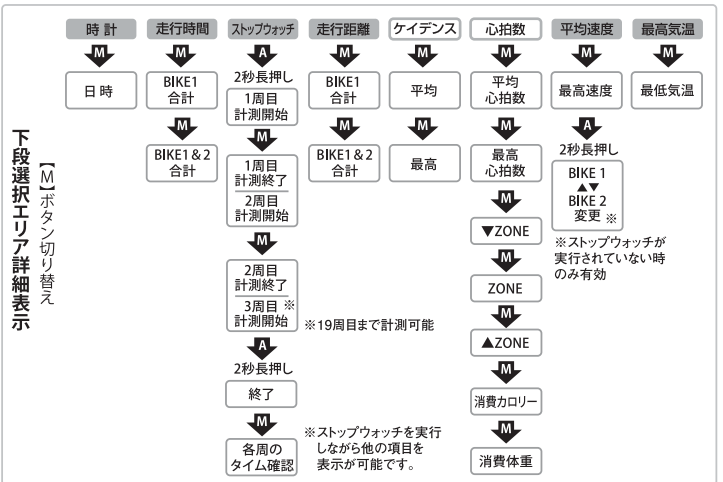 下段選択エリア詳細表示
【M】ボタン切り替え
時 計
M
日 時
走行時間
M
BIKE1
合計
M
BIKE1&2
合計
ストップウォッチ
A
2秒長押し
1周目
計測開始
M
1周目
計測終了
2周目
計測開始
M
2周目
計測終了
3周目 ※
計測開始
※19周目まで計測可能
A
2秒長押し
終了
M
各周の
タイム確認
※ストップウォッチを実行
しながら他の項目を
表示が可能です。
走行距離
M
BIKE1
合計
M
BIKE1&2
合計
ケイデンス
M
平均
M
最高
心拍数
M
平均
心拍数
M
最高
心拍数
M
▼ZONE
M
ZONE
M
▲ZONE
M
消費カロリー
M
消費体重
平均速度
M
最高速度
A
2秒長押し
BIKE 1
▲▼
BIKE 2
変更 ※
※ストップウォッチが
実行されていない時
のみ有効
最高気温
M
最低気温